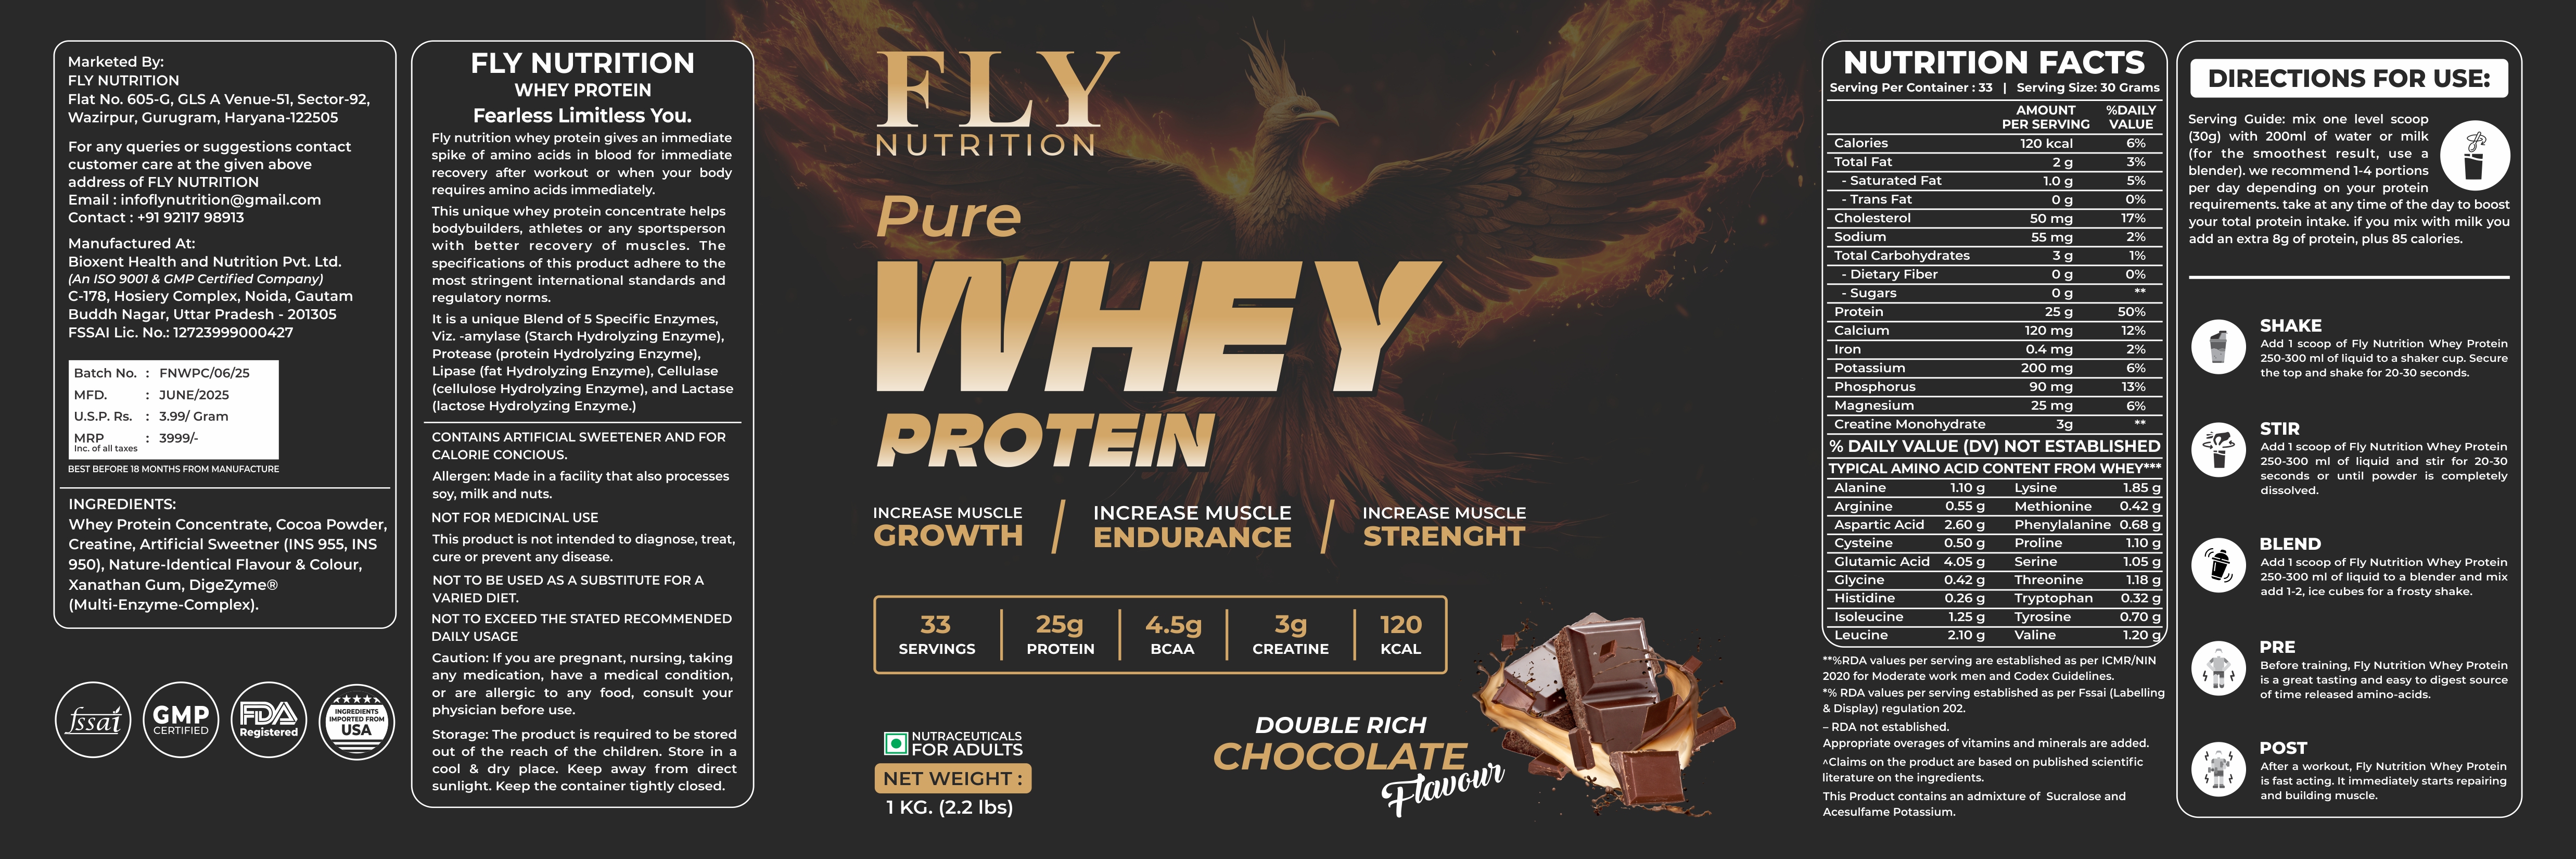 Marketed By:
FLY NUTRITION
Flat No. 605-G, GLS A Venue-51, Sector-92,
Wazirpur, Gurugram, Haryana-122505
For any queries or suggestions contact
customer care at the given above
address of FLY NUTRITION
Email : infoflynutrition@gmail.com
Contact : +91 92117 98913
Manufactured At:
Bioxent Health and Nutrition Pvt. Ltd.
(An ISO 9001 & GMP Certified Company)
C-178, Hosiery Complex, Noida, Gautam
Buddh Nagar, Uttar Pradesh - 201305
FSSAI Lic. No.: 12723999000427
Batch No. : FNWPC/06/25
MFD. : JUNE/2025
U.S.P. Rs. : 3.99/ Gram
MRP : 3999/-
Inc. of all taxes
BEST BEFORE 18 MONTHS FROM MANUFACTURE
INGREDIENTS:
Whey Protein Concentrate, Cocoa Powder,
Creatine, Artificial Sweetner (INS 955, INS
950), Nature-Identical Flavour & Colour,
Xanathan Gum, DigeZyme®
(Multi-Enzyme-Complex).
fssai
GMP
CERTIFIED
FDA
Registered
INGREDIENTS
IMPORTED FROM
USA
FLY NUTRITION
WHEY PROTEIN
Fearless Limitless You.
Fly nutrition whey protein gives an immediate
spike of amino acids in blood for immediate
recovery after workout or when your body
requires amino acids immediately.
This unique whey protein concentrate helps
bodybuilders, athletes or any sportsperson
with better recovery of muscles. The
specifications of this product adhere to the
most stringent international standards and
regulatory norms.
It is a unique Blend of 5 Specific Enzymes,
Viz. -amylase (Starch Hydrolyzing Enzyme),
Protease (protein Hydrolyzing Enzyme),
Lipase (fat Hydrolyzing Enzyme), Cellulase
(cellulose Hydrolyzing Enzyme), and Lactase
(lactose Hydrolyzing Enzyme.)
CONTAINS ARTIFICIAL SWEETENER AND FOR
CALORIE CONCIOUS.
Allergen: Made in a facility that also processes
soy, milk and nuts.
NOT FOR MEDICINAL USE
This product is not intended to diagnose, treat,
cure or prevent any disease.
NOT TO BE USED AS A SUBSTITUTE FOR A
VARIED DIET.
NOT TO EXCEED THE STATED RECOMMENDED
DAILY USAGE
Caution: If you are pregnant, nursing, taking
any medication, have a medical condition,
or are allergic to any food, consult your
physician before use.
Storage: The product is required to be stored
out of the reach of the children. Store in a
cool & dry place. Keep away from direct
sunlight. Keep the container tightly closed.
FLY
NUTRITION
Pure
WHEY
PROTEIN
INCREASE MUSCLE
GROWTH
INCREASE MUSCLE
ENDURANCE
INCREASE MUSCLE
STRENGHT
33
SERVINGS
25g
PROTEIN
4.5g
BCAA
3g
CREATINE
120
KCAL
NUTRACEUTICALS
FOR ADULTS
NET WEIGHT :
1 KG. (2.2 lbs)
DOUBLE RICH
CHOCOLATE
Flavour
NUTRITION FACTS
Serving Per Container : 33 | Serving Size: 30 Grams
AMOUNT PER SERVING %DAILY VALUE
Calories 120 kcal 6%
Total Fat 2 g 3%
- Saturated Fat 1.0 g 5%
- Trans Fat 0 g 0%
Cholesterol 50 mg 17%
Sodium 55 mg 2%
Total Carbohydrates 3 g 1%
- Dietary Fiber 0 g 0%
- Sugars 0 g **
Protein 25 g 50%
Calcium 120 mg 12%
Iron 0.4 mg 2%
Potassium 200 mg 6%
Phosphorus 90 mg 13%
Magnesium 25 mg 6%
Creatine Monohydrate 3g **
% DAILY VALUE (DV) NOT ESTABLISHED
TYPICAL AMINO ACID CONTENT FROM WHEY***
Alanine 1.10 g Lysine 1.85 g
Arginine 0.55 g Methionine 0.42 g
Aspartic Acid 2.60 g Phenylalanine 0.68 g
Cysteine 0.50 g Proline 1.10 g
Glutamic Acid 4.05 g Serine 1.05 g
Glycine 0.42 g Threonine 1.18 g
Histidine 0.26 g Tryptophan 0.32 g
Isoleucine 1.25 g Tyrosine 0.70 g
Leucine 2.10 g Valine 1.20 g
**%RDA values per serving are established as per ICMR/NIN
2020 for Moderate work men and Codex Guidelines.
*% RDA values per serving established as per Fssai (Labelling
& Display) regulation 202.
– RDA not established.
Appropriate overages of vitamins and minerals are added.
^Claims on the product are based on published scientific
literature on the ingredients.
This Product contains an admixture of Sucralose and
Acesulfame Potassium.
DIRECTIONS FOR USE:
Serving Guide: mix one level scoop
(30g) with 200ml of water or milk
(for the smoothest result, use a
blender). we recommend 1-4 portions
per day depending on your protein
requirements. take at any time of the day to boost
your total protein intake. if you mix with milk you
add an extra 8g of protein, plus 85 calories.
SHAKE
Add 1 scoop of Fly Nutrition Whey Protein
250-300 ml of liquid to a shaker cup. Secure
the top and shake for 20-30 seconds.
STIR
Add 1 scoop of Fly Nutrition Whey Protein
250-300 ml of liquid and stir for 20-30
seconds or until powder is completely
dissolved.
BLEND
Add 1 scoop of Fly Nutrition Whey Protein
250-300 ml of liquid to a blender and mix
add 1-2, ice cubes for a frosty shake.
PRE
Before training, Fly Nutrition Whey Protein
is a great tasting and easy to digest source
of time released amino-acids.
POST
After a workout, Fly Nutrition Whey Protein
is fast acting. It immediately starts repairing
and building muscle.